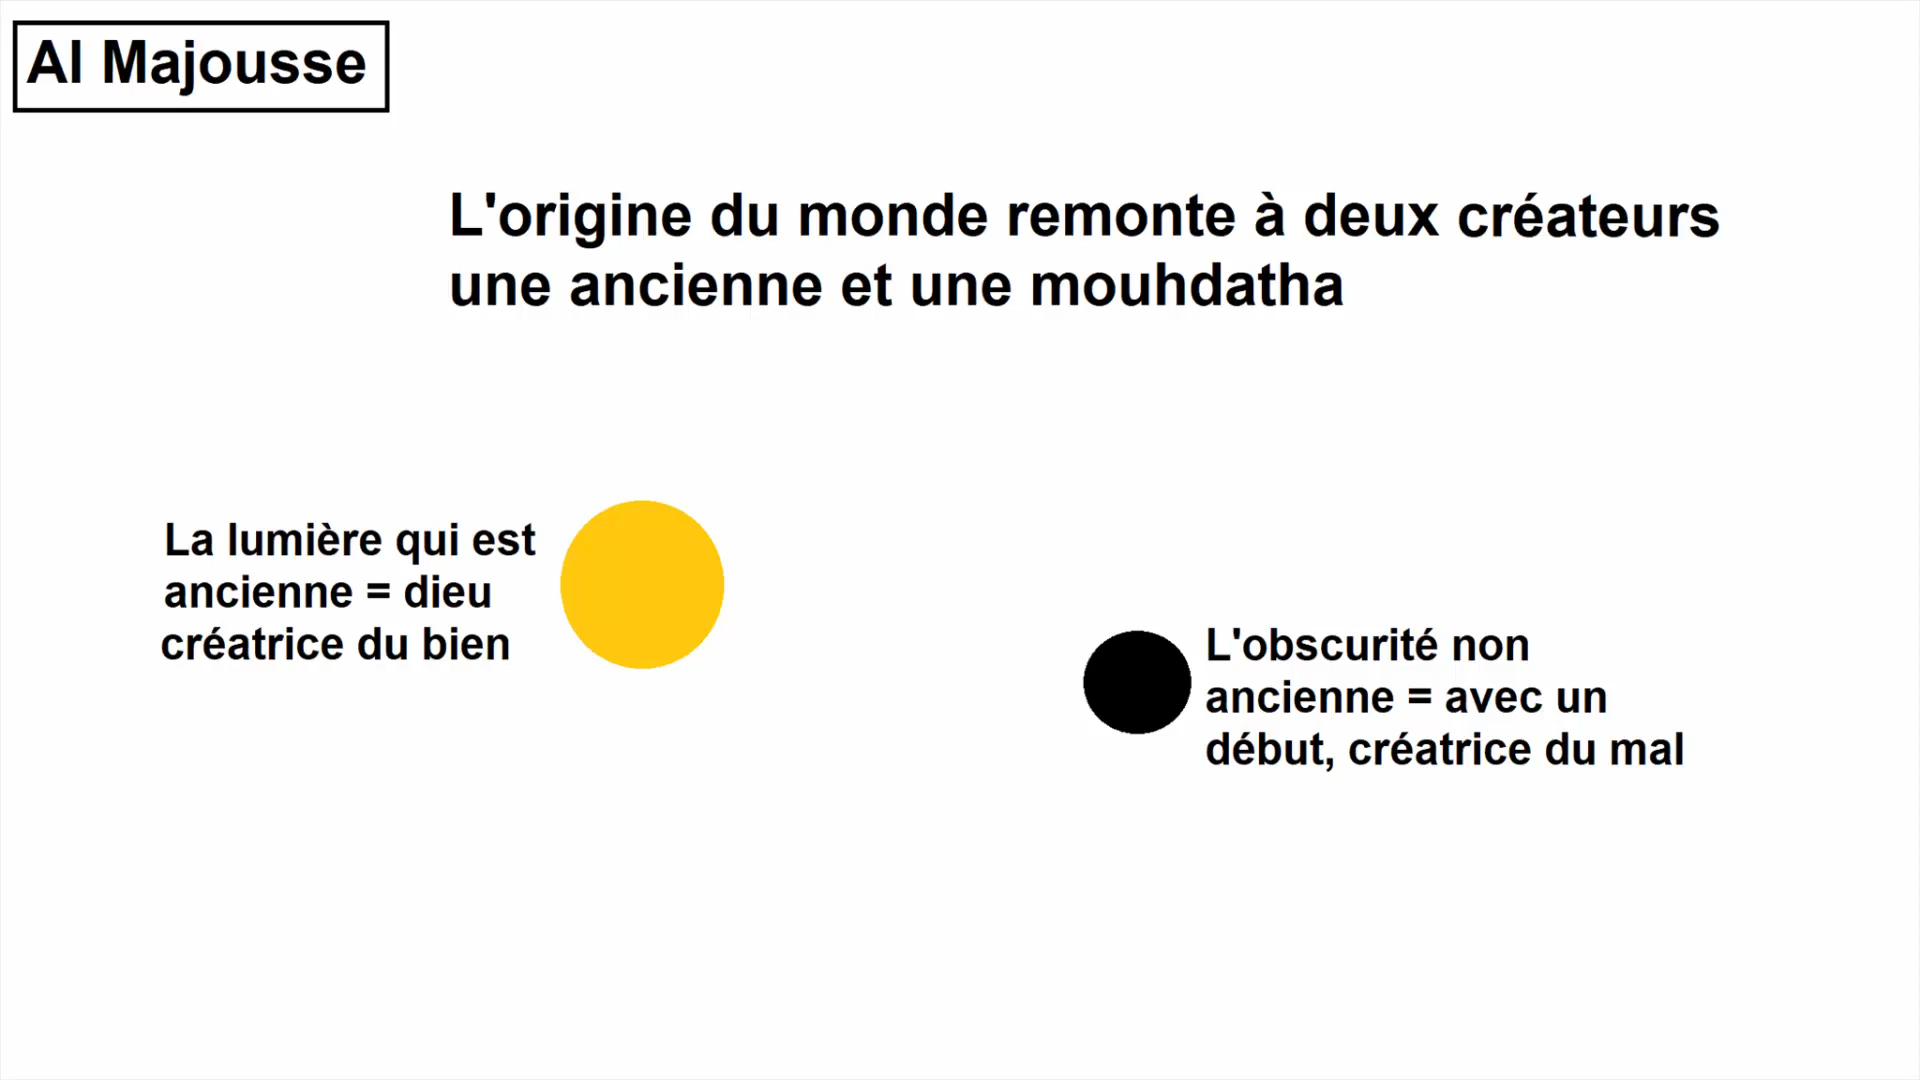 Al Majousse
L'origine du monde remonte à deux créateurs
une ancienne et une mouhdatha
La lumière qui est
ancienne = dieu
créatrice du bien
L'obscurité non
ancienne = avec un
début, créatrice du mal